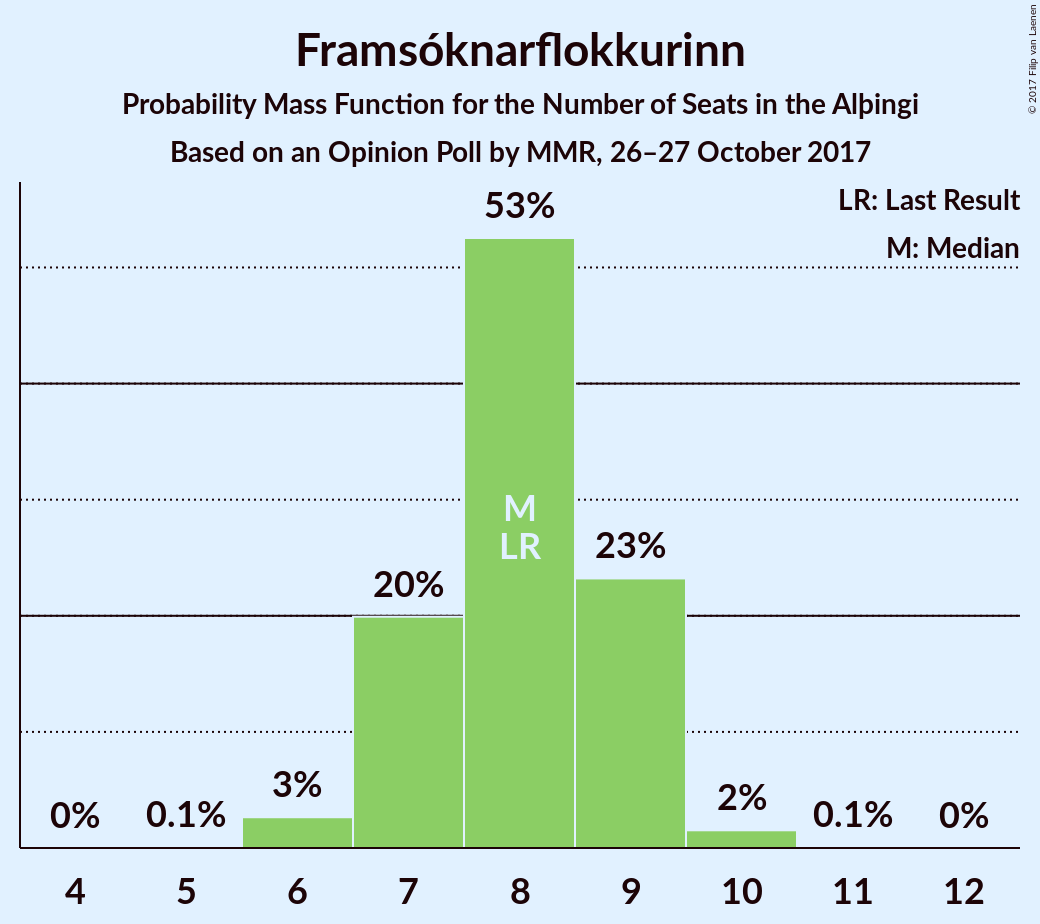 Framsóknarflokkurinn
Probability Mass Function for the Number of Seats in the Alþingi
Based on an Opinion Poll by MMR, 26–27 October 2017
© 2017 Filip van Laenen
LR: Last Result
M: Median
53%
M
LR
23%
20%
3%
2%
0%
0.1%
0.1%
0%
4
5
6
7
8
9
10
11
12